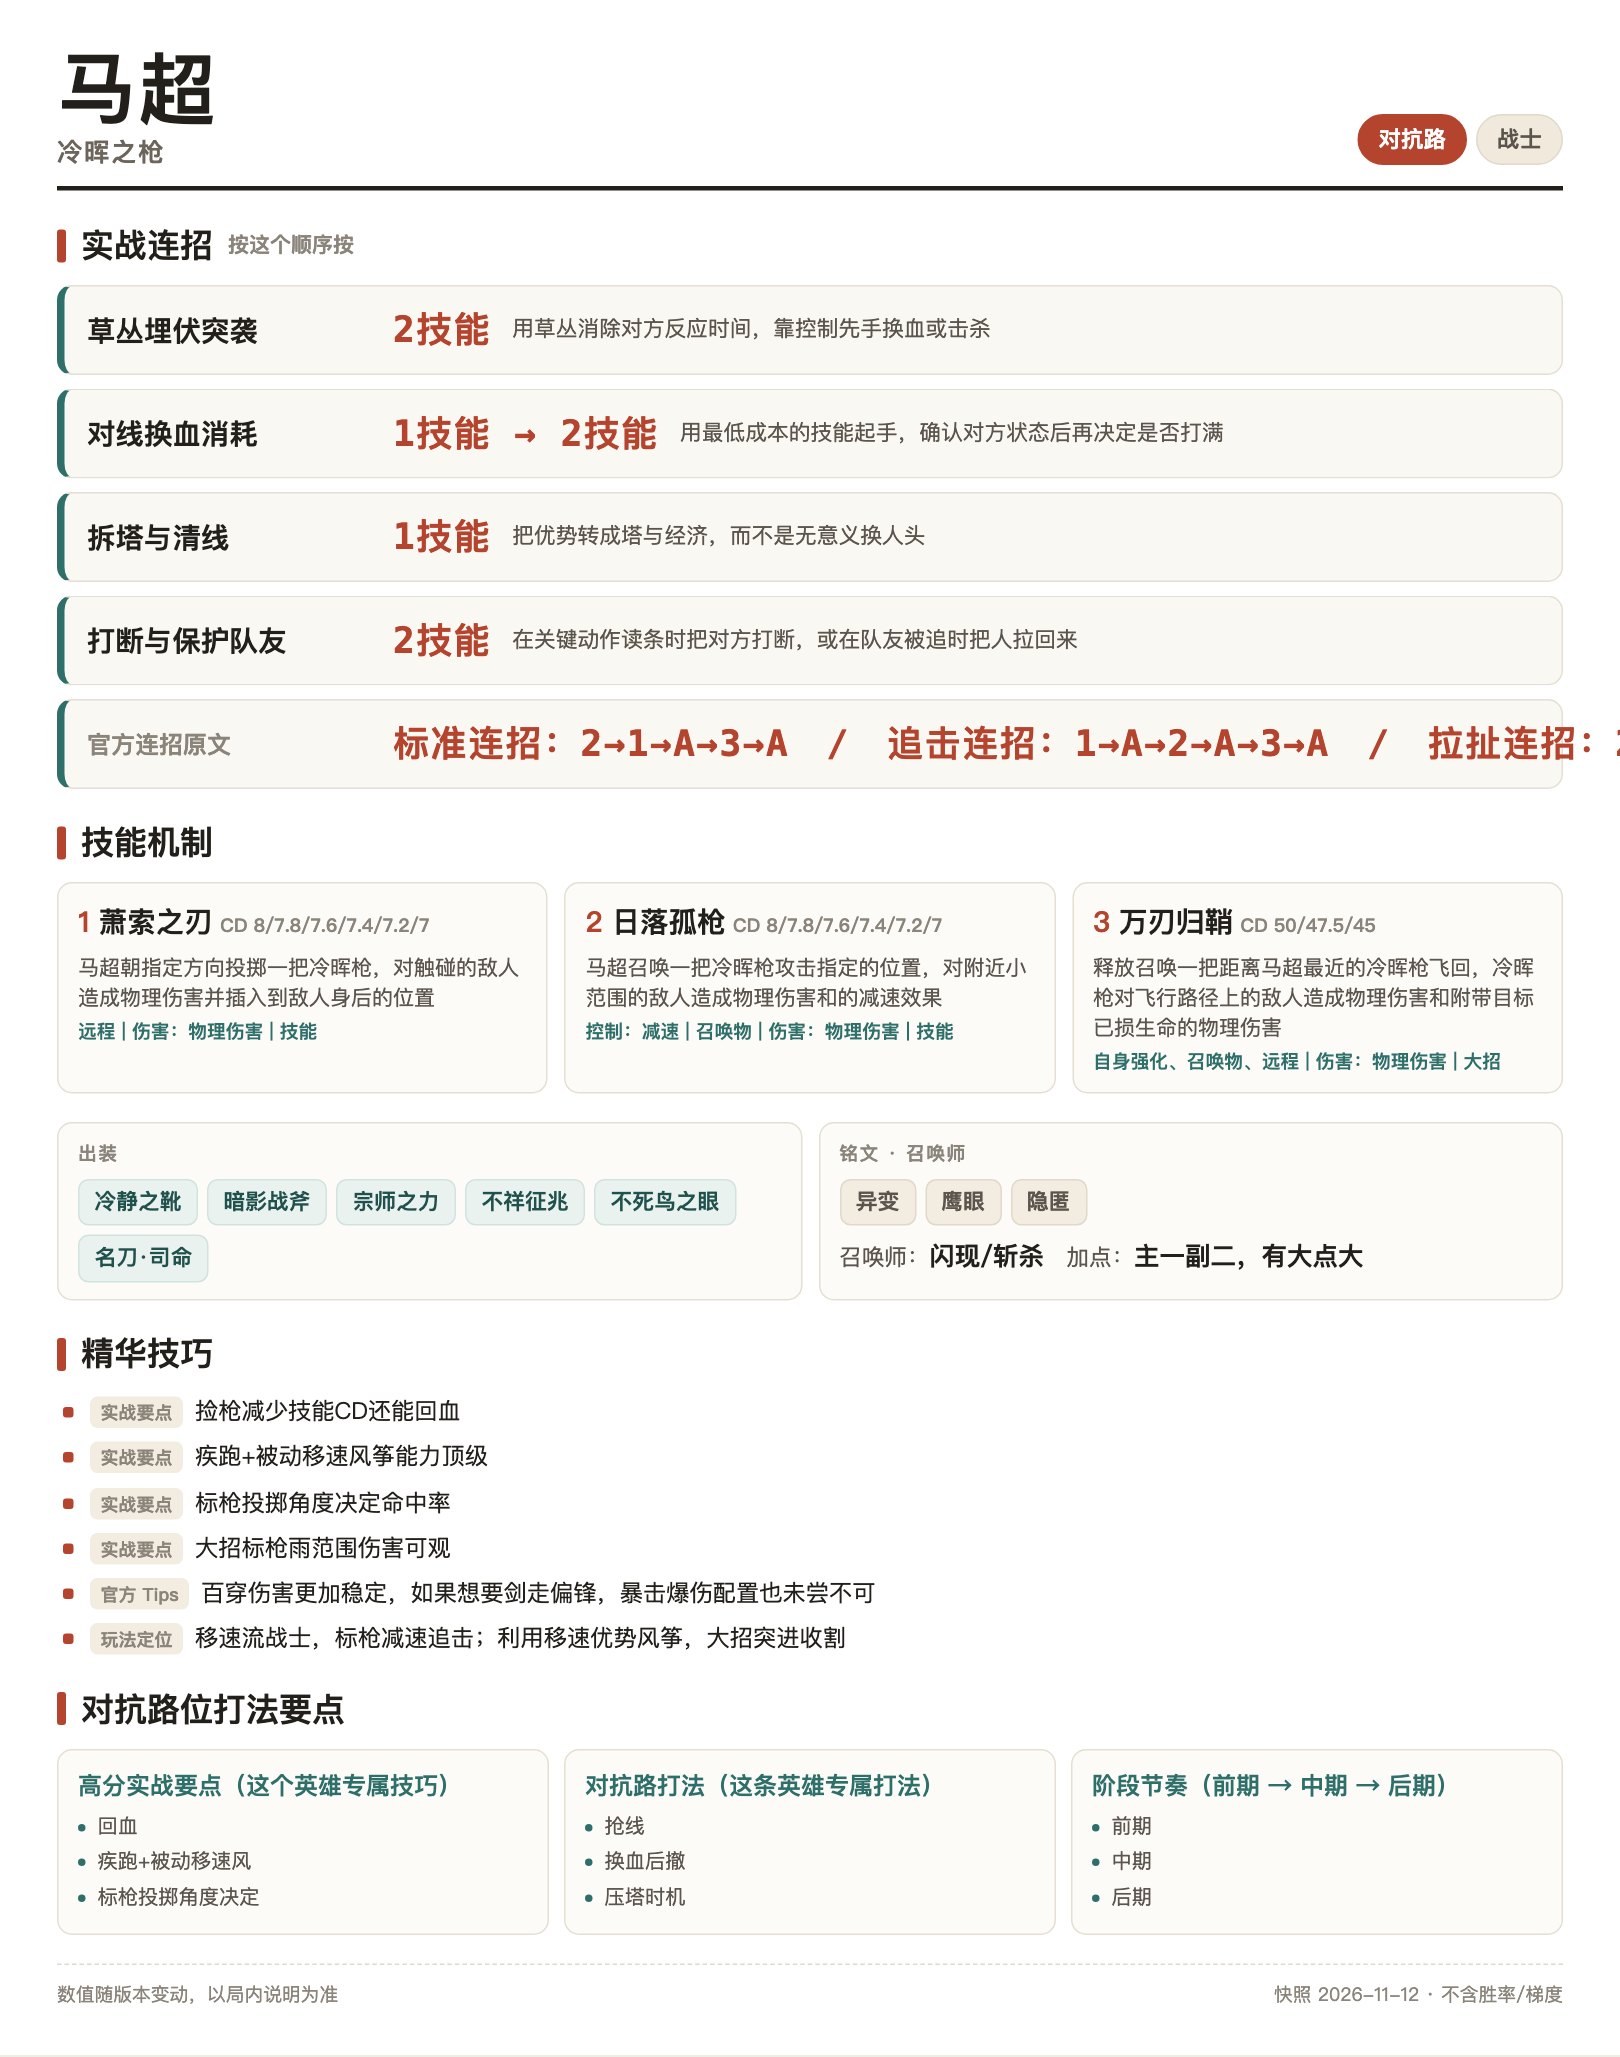 马超
冷晖之枪
对抗路 战士
实战连招 按这个顺序按
草丛埋伏突袭 2技能 用草丛消除对方反应时间，靠控制先手换血或击杀
对线换血消耗 1技能 → 2技能 用最低成本的技能起手，确认对方状态后再决定是否打满
拆塔与清线 1技能 把优势转成塔与经济，而不是无意义换人头
打断与保护队友 2技能 在关键动作读条时把对方打断，或在队友被追时把人拉回来
官方连招原文 标准连招：2→1→A→3→A / 追击连招：1→A→2→A→3→A / 拉扯连招：
技能机制
1 萧索之刃 CD 8/7.8/7.6/7.4/7.2/7
马超朝指定方向投掷一把冷晖枪，对触碰的敌人
造成物理伤害并插入到敌人身后的位置
远程 | 伤害：物理伤害 | 技能
2 日落孤枪 CD 8/7.8/7.6/7.4/7.2/7
马超召唤一把冷晖枪攻击指定的位置，对附近小
范围的敌人造成物理伤害和的减速效果
控制：减速 | 召唤物 | 伤害：物理伤害 | 技能
3 万刃归鞘 CD 50/47.5/45
释放召唤一把距离马超最近的冷晖枪飞回，冷晖
枪对飞行路径上的敌人造成物理伤害和附带目标
已损生命的物理伤害
自身强化、召唤物、远程 | 伤害：物理伤害 | 大招
出装
冷静之靴 暗影战斧 宗师之力 不祥征兆 不死鸟之眼
名刀·司命
铭文 · 召唤师
异变 鹰眼 隐匿
召唤师：闪现/斩杀 加点：主一副二，有大点大
精华技巧
实战要点 捡枪减少技能CD还能回血
实战要点 疾跑+被动移速风筝能力顶级
实战要点 标枪投掷角度决定命中率
实战要点 大招标枪雨范围伤害可观
官方 Tips 百穿伤害更加稳定，如果想要剑走偏锋，暴击爆伤配置也未尝不可
玩法定位 移速流战士，标枪减速追击；利用移速优势风筝，大招突进收割
对抗路位打法要点
高分实战要点（这个英雄专属技巧）
回血
疾跑+被动移速风
标枪投掷角度决定
对抗路打法（这条英雄专属打法）
抢线
换血后撤
压塔时机
阶段节奏（前期 → 中期 → 后期）
前期
中期
后期
数值随版本变动，以局内说明为准
快照 2026-11-12 · 不含胜率/梯度